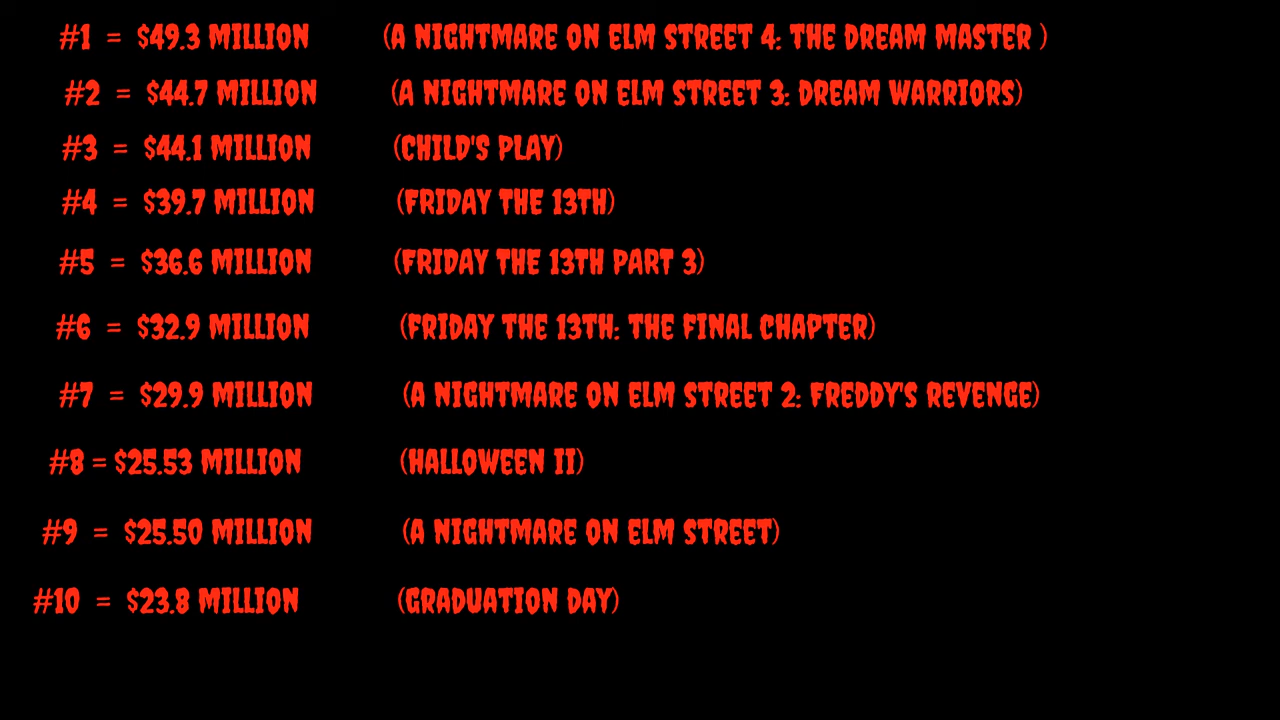 #1 = $49.3 MILLION (A NIGHTMARE ON ELM STREET 4: THE DREAM MASTER )
#2 = $44.7 MILLION (A NIGHTMARE ON ELM STREET 3: DREAM WARRIORS)
#3 = $44.1 MILLION (CHILD'S PLAY)
#4 = $39.7 MILLION (FRIDAY THE 13TH)
#5 = $36.6 MILLION (FRIDAY THE 13TH PART 3)
#6 = $32.9 MILLION (FRIDAY THE 13TH: THE FINAL CHAPTER)
#7 = $29.9 MILLION (A NIGHTMARE ON ELM STREET 2: FREDDY'S REVENGE)
#8 = $25.53 MILLION (HALLOWEEN II)
#9 = $25.50 MILLION (A NIGHTMARE ON ELM STREET)
#10 = $23.8 MILLION (GRADUATION DAY)